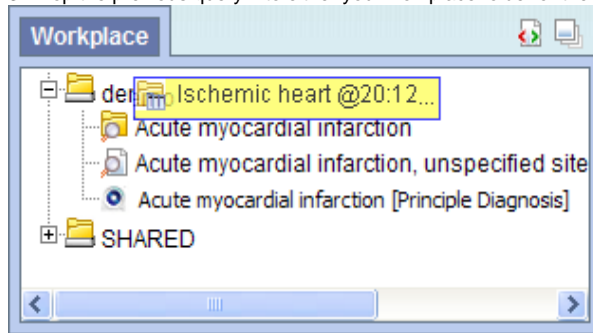 Workplace
Ischemic heart @20:12...
Acute myocardial infarction
Acute myocardial infarction, unspecified site
Acute myocardial infarction [Principle Diagnosis]
SHARED